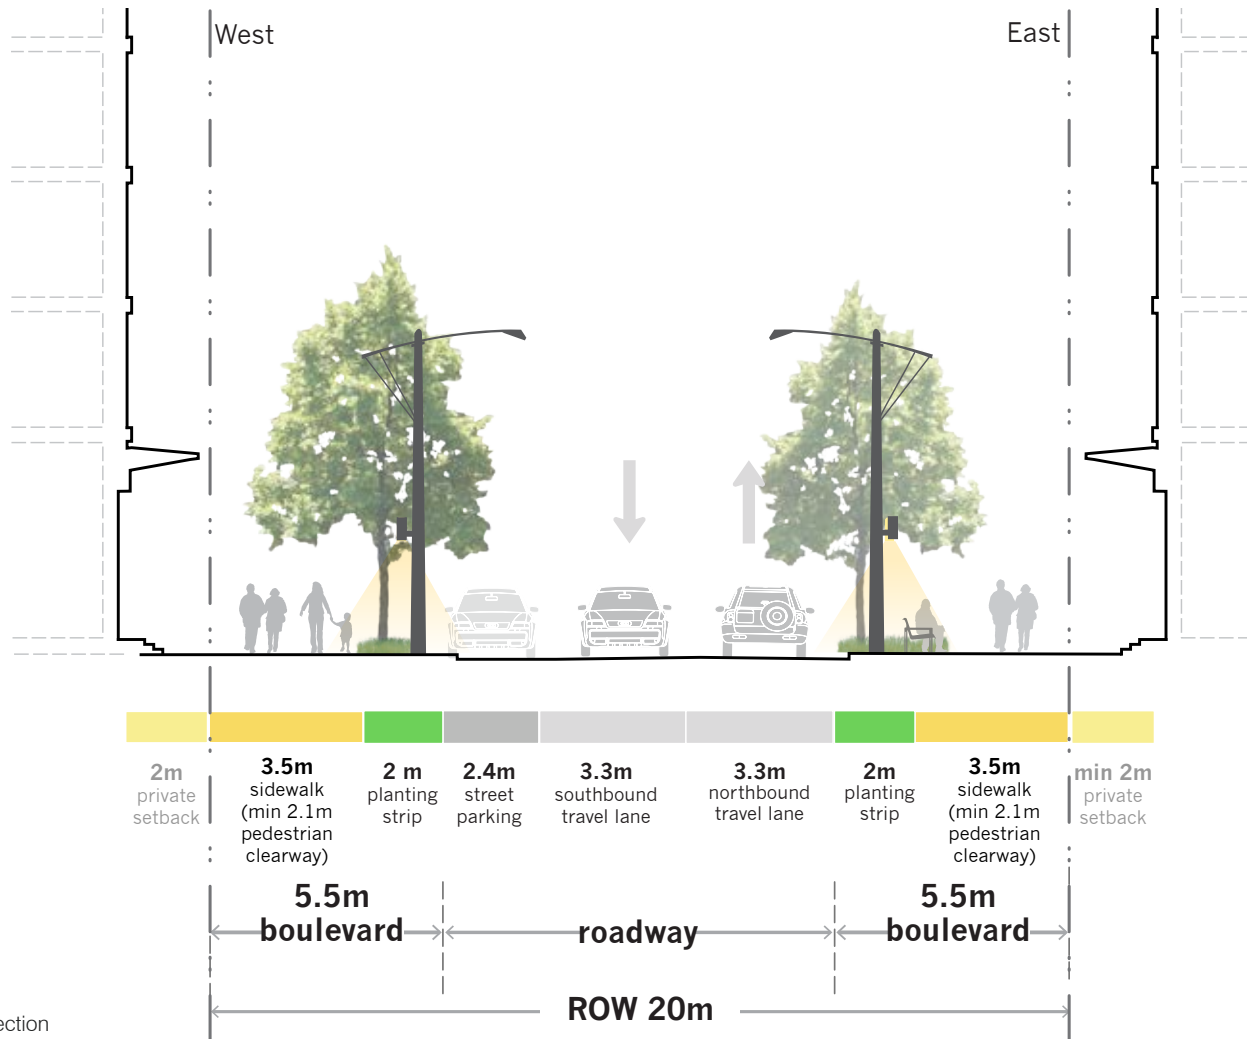 West
East
2m
private
setback
3.5m
sidewalk
(min 2.1m
pedestrian
clearway)
2 m
planting
strip
2.4m
street
parking
3.3m
southbound
travel lane
3.3m
northbound
travel lane
2m
planting
strip
3.5m
sidewalk
(min 2.1m
pedestrian
clearway)
min 2m
private
setback
5.5m
boulevard
roadway
5.5m
boulevard
ROW 20m
ection